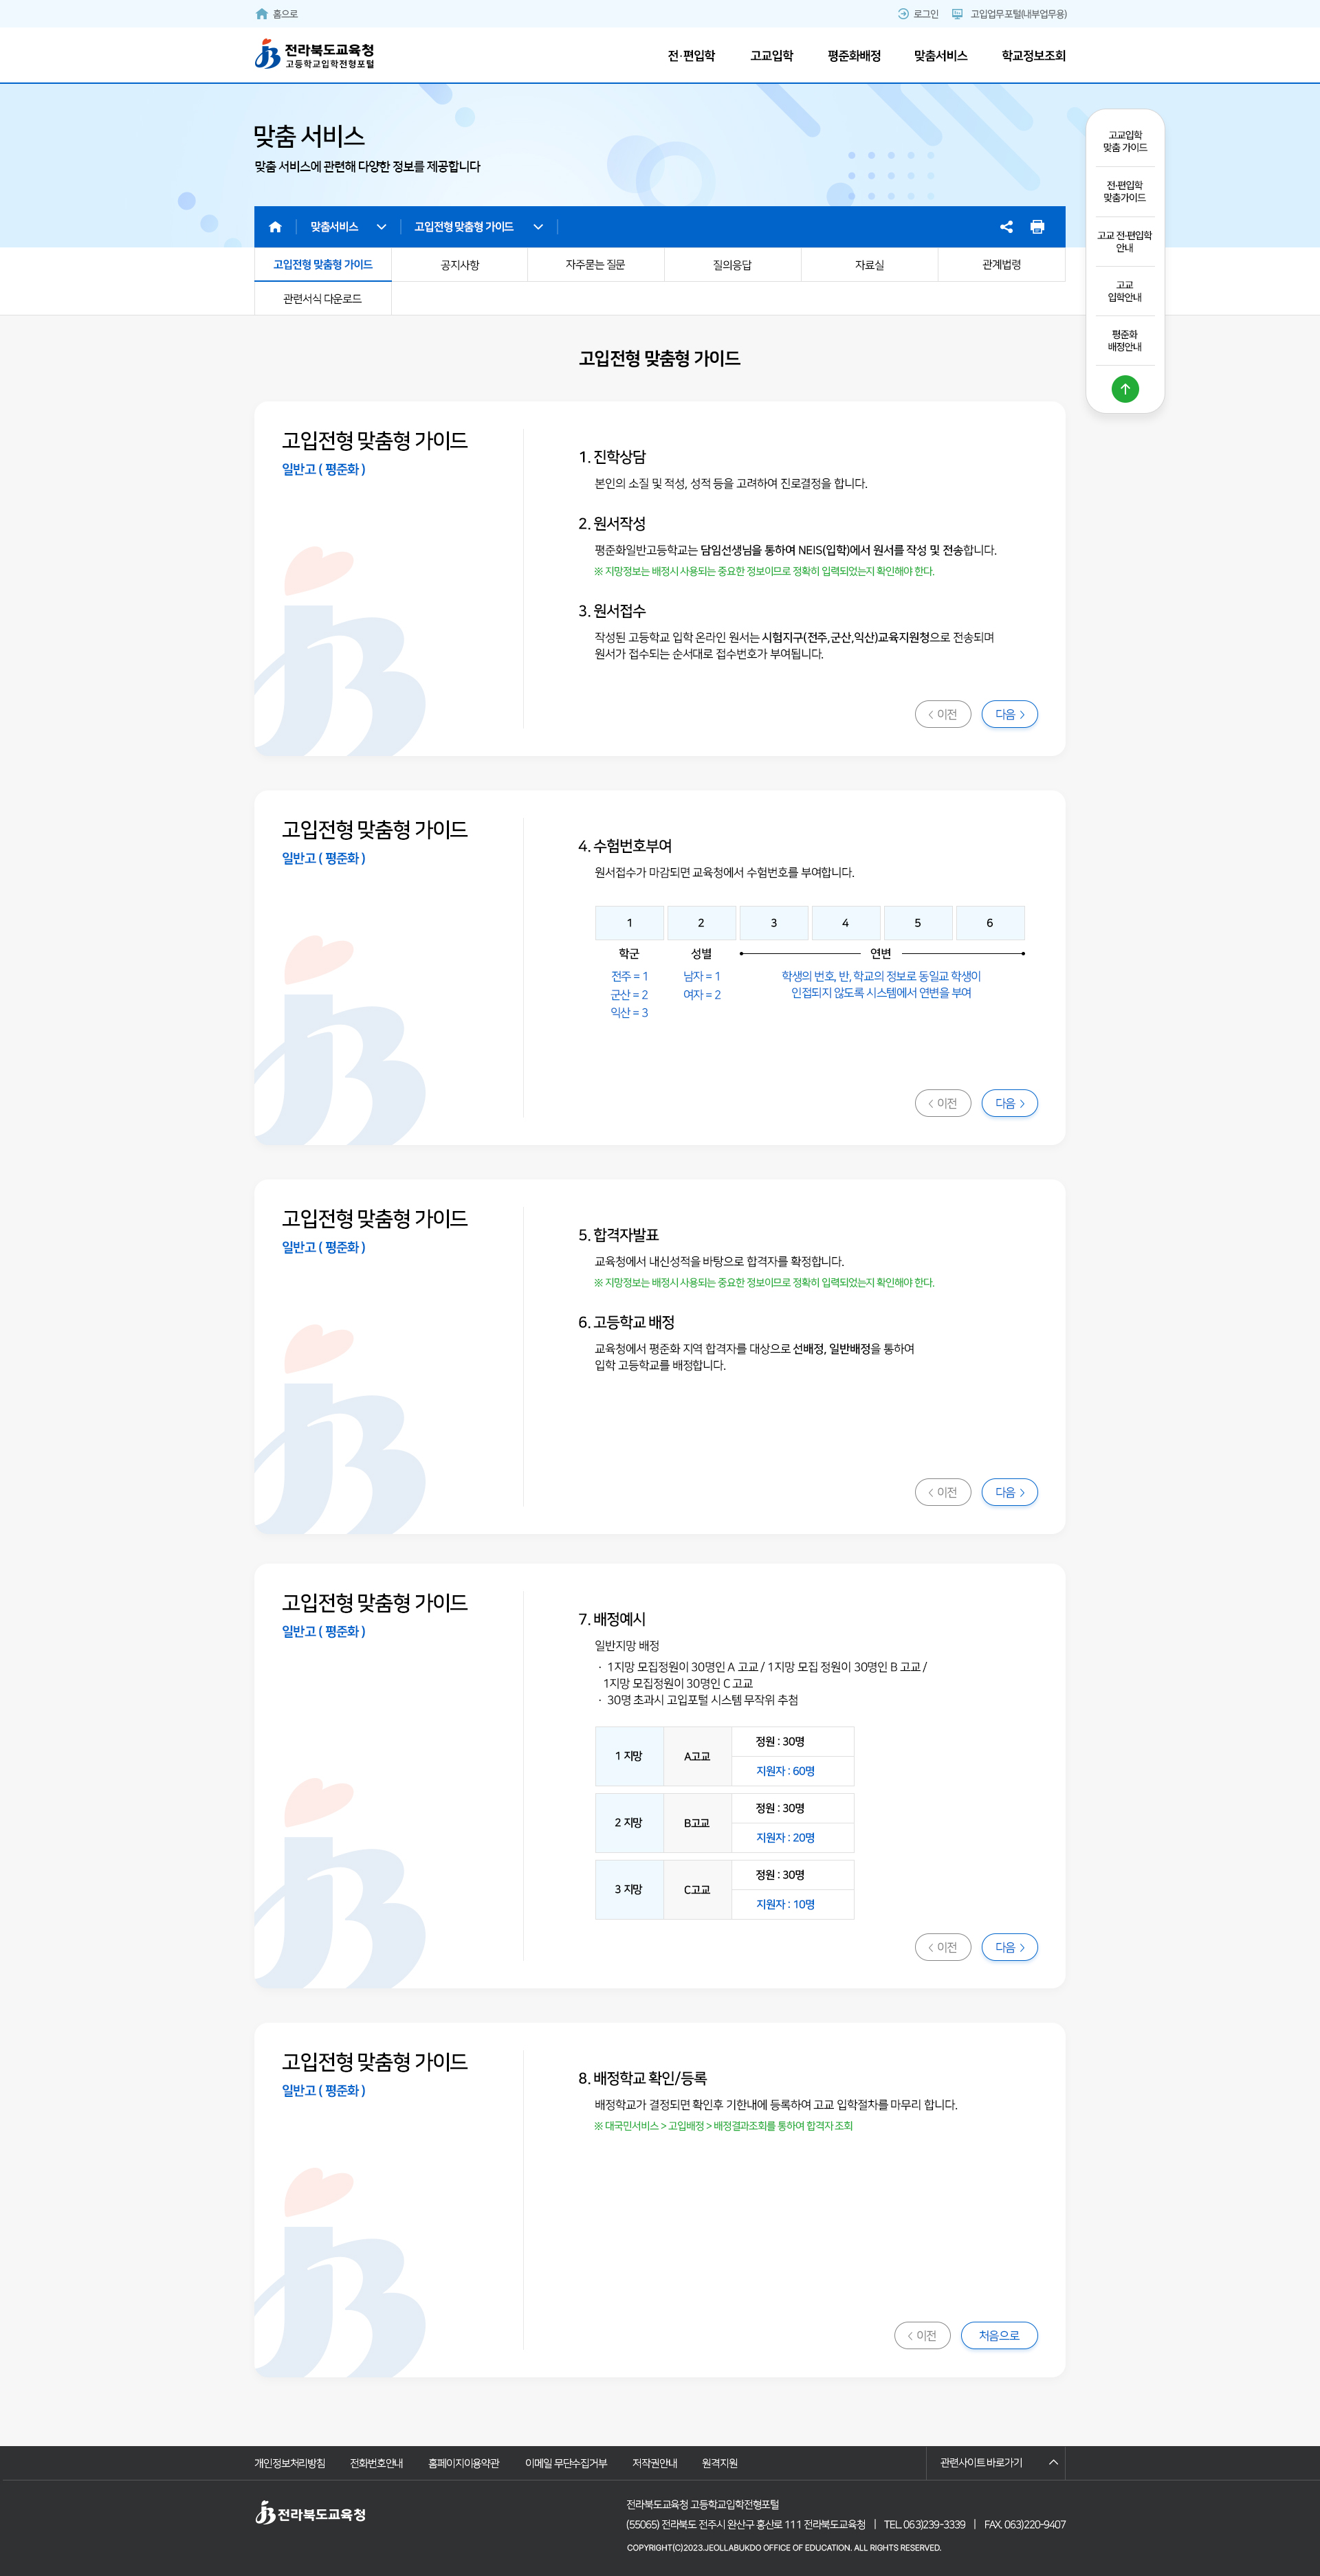 홈으로
로그인
고입업무포털(내부업무용)
전라북도교육청
고등학교입학전형포털
전·편입학
고교입학
평준화배정
맞춤서비스
학교정보조회
맞춤 서비스
맞춤 서비스에 관련해 다양한 정보를 제공합니다
맞춤서비스
고입전형 맞춤형 가이드
고입전형 맞춤형 가이드
공지사항
자주묻는 질문
질의응답
자료실
관계법령
관련서식 다운로드
고교입학
맞춤 가이드
전·편입학
맞춤가이드
고교 전·편입학
안내
고교
입학안내
평준화
배정안내
고입전형 맞춤형 가이드
고입전형 맞춤형 가이드
일반고 ( 평준화 )
1. 진학상담
본인의 소질 및 적성, 성적 등을 고려하여 진로결정을 합니다.
2. 원서작성
평준화일반고등학교는 담임선생님을 통하여 NEIS(입학)에서 원서를 작성 및 전송합니다.
※ 지망정보는 배정시 사용되는 중요한 정보이므로 정확히 입력되었는지 확인해야 한다.
3. 원서접수
작성된 고등학교 입학 온라인 원서는 시험지구(전주,군산,익산)교육지원청으로 전송되며
원서가 접수되는 순서대로 접수번호가 부여됩니다.
이전
다음
고입전형 맞춤형 가이드
일반고 ( 평준화 )
4. 수험번호부여
원서접수가 마감되면 교육청에서 수험번호를 부여합니다.
1 2 3 4 5 6
학군 성별 연변
전주 = 1
군산 = 2
익산 = 3
남자 = 1
여자 = 2
학생의 번호, 반, 학교의 정보로 동일교 학생이
인접되지 않도록 시스템에서 연변을 부여
이전
다음
고입전형 맞춤형 가이드
일반고 ( 평준화 )
5. 합격자발표
교육청에서 내신성적을 바탕으로 합격자를 확정합니다.
※ 지망정보는 배정시 사용되는 중요한 정보이므로 정확히 입력되었는지 확인해야 한다.
6. 고등학교 배정
교육청에서 평준화 지역 합격자를 대상으로 선배정, 일반배정을 통하여
입학 고등학교를 배정합니다.
이전
다음
고입전형 맞춤형 가이드
일반고 ( 평준화 )
7. 배정예시
일반지망 배정
· 1지망 모집정원이 30명인 A 고교 / 1지망 모집 정원이 30명인 B 고교 /
1지망 모집정원이 30명인 C 고교
· 30명 초과시 고입포털 시스템 무작위 추첨
1 지망
A고교
정원 : 30명
지원자 : 60명
2 지망
B고교
정원 : 30명
지원자 : 20명
3 지망
C고교
정원 : 30명
지원자 : 10명
이전
다음
고입전형 맞춤형 가이드
일반고 ( 평준화 )
8. 배정학교 확인/등록
배정학교가 결정되면 확인후 기한내에 등록하여 고교 입학절차를 마무리 합니다.
※ 대국민서비스 > 고입배정 > 배정결과조회를 통하여 합격자 조회
이전
처음으로
개인정보처리방침
전화번호안내
홈페이지이용약관
이메일 무단수집거부
저작권안내
원격지원
관련사이트 바로가기
전라북도교육청
전라북도교육청 고등학교입학전형포털
(55065) 전라북도 전주시 완산구 홍산로 111 전라북도교육청 | TEL. 063)239-3339 | FAX. 063)220-9407
COPYRIGHT(C)2023.JEOLLABUKDO OFFICE OF EDUCATION. ALL RIGHTS RESERVED.